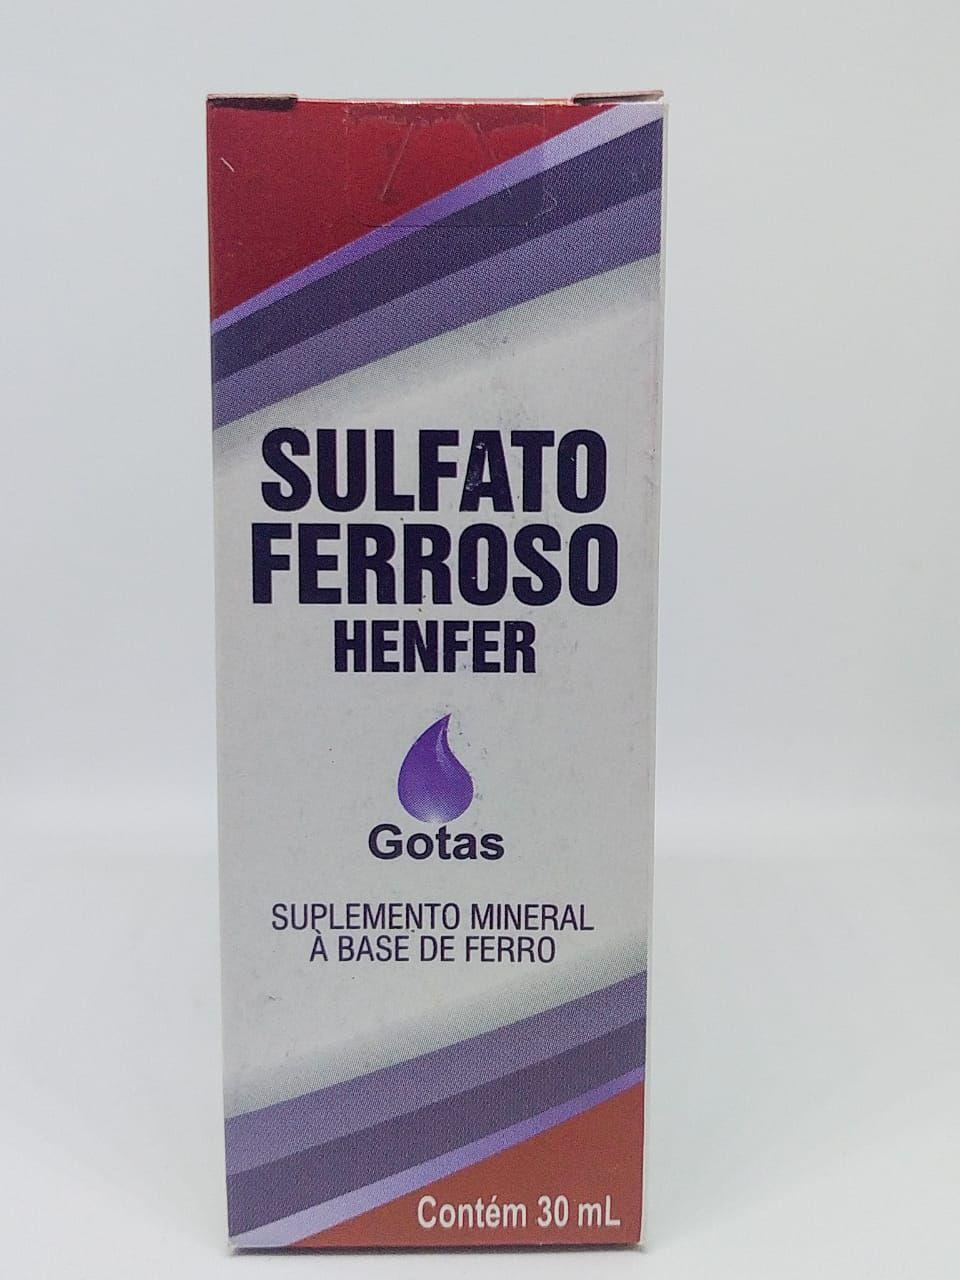 SULFATO
FERROSO
HENFER
Gotas
SUPLEMENTO MINERAL
À BASE DE FERRO
Contém 30 mL